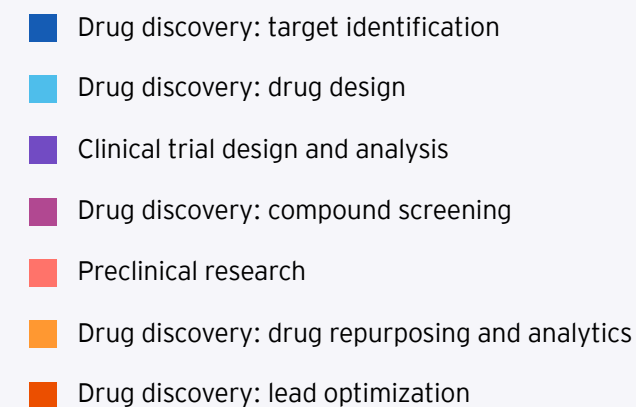 Drug discovery: target identification
Drug discovery: drug design
Clinical trial design and analysis
Drug discovery: compound screening
Preclinical research
Drug discovery: drug repurposing and analytics
Drug discovery: lead optimization